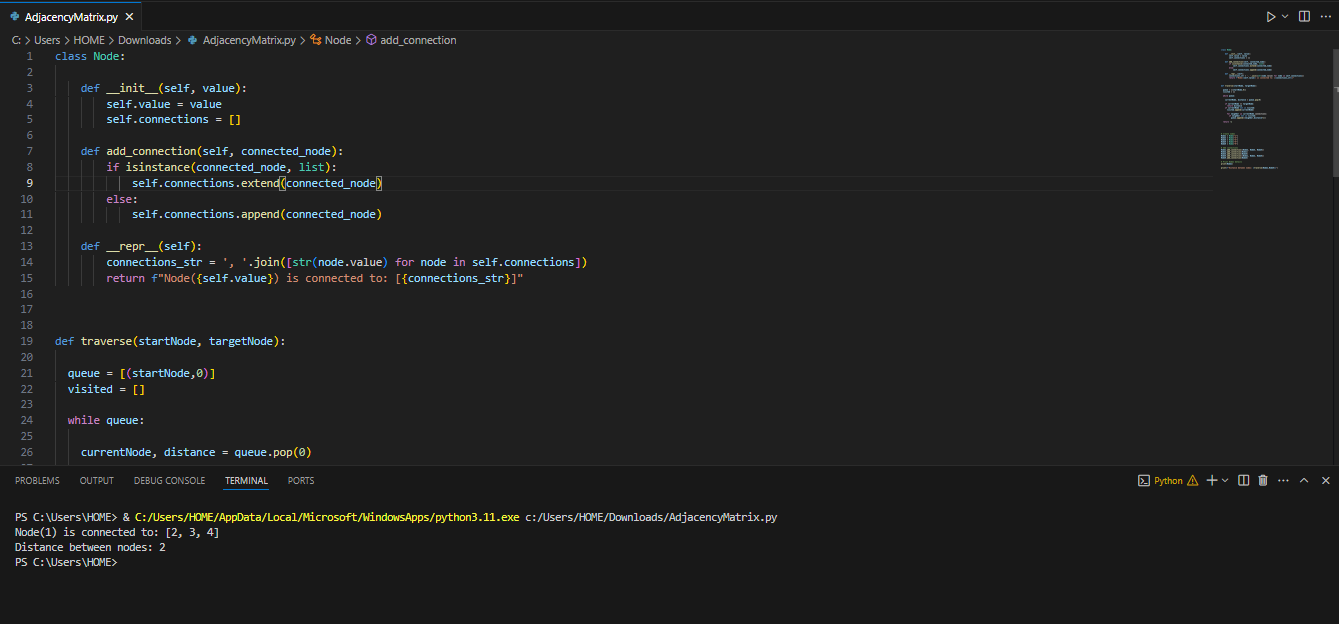 AdjacencyMatrix.py
C: > Users > HOME > Downloads > AdjacencyMatrix.py > Node > add_connection
1 class Node:
2
3 def __init__(self, value):
4 self.value = value
5 self.connections = []
6
7 def add_connection(self, connected_node):
8 if isinstance(connected_node, list):
9 self.connections.extend(connected_node)
10 else:
11 self.connections.append(connected_node)
12
13 def __repr__(self):
14 connections_str = ', '.join([str(node.value) for node in self.connections])
15 return f"Node({self.value}) is connected to: [{connections_str}]"
16
17
18
19 def traverse(startNode, targetNode):
20
21 queue = [(startNode,0)]
22 visited = []
23
24 while queue:
25
26 currentNode, distance = queue.pop(0)
PROBLEMS OUTPUT DEBUG CONSOLE TERMINAL PORTS Python
PS C:\Users\HOME> & C:/Users/HOME/AppData/Local/Microsoft/WindowsApps/python3.11.exe c:/Users/HOME/Downloads/AdjacencyMatrix.py
Node(1) is connected to: [2, 3, 4]
Distance between nodes: 2
PS C:\Users\HOME>